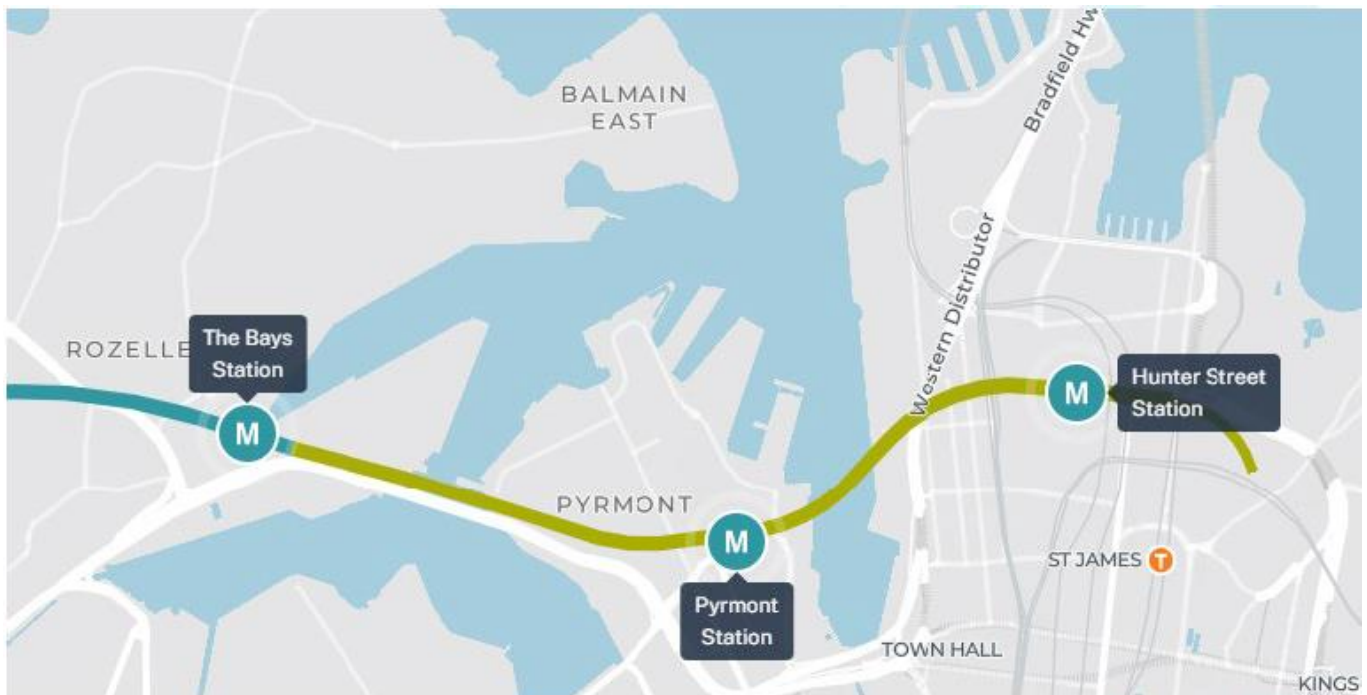 BALMAIN
EAST
Bradfield Hw
Western Distributor
The Bays
Station
ROZELLE
M
M
Hunter Street
Station
PYRMONT
M
Pyrmont
Station
ST JAMES T
TOWN HALL
KINGS